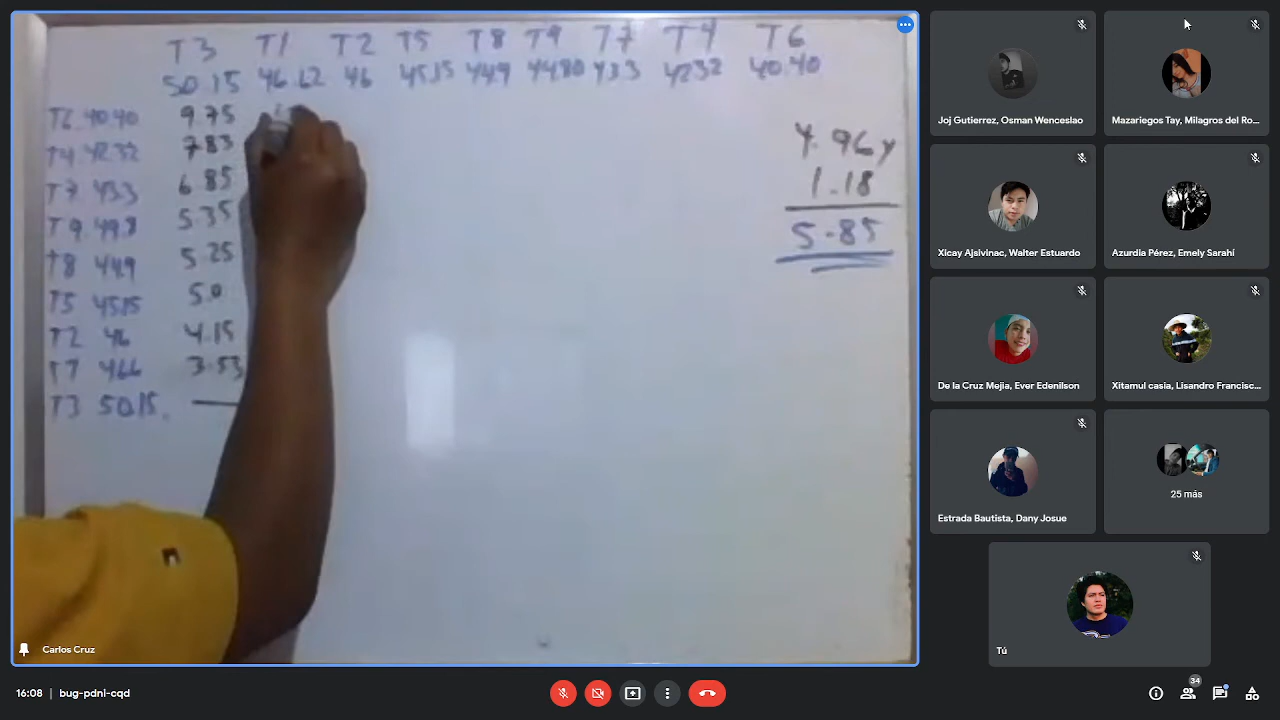 T3 T1 T2 T5 T8 T9 T7 T4 T6
50.15 46.62 46 45.15 44.9 44.80 43.3 42.32 40.40
T6 40.40 9.75
T4 42.32 7.83
T7 43.3 6.85
T9 44.8 5.35
T8 44.9 5.25
T5 45.15 5.0
T2 46 4.15
T7 46.6 3.53
T3 50.15 —
4.96 y
1.18
5.85
Carlos Cruz
Joj Gutierrez, Osman Wenceslao
Mazariegos Tay, Milagros del Ro...
Xicay Ajsivinac, Walter Estuardo
Azurdia Pérez, Emely Sarahí
De la Cruz Mejia, Ever Edenilson
Xitamul casia, Lisandro Francisc...
Estrada Bautista, Dany Josue
25 más
Tú
16:08 | bug-pdni-cqd
34